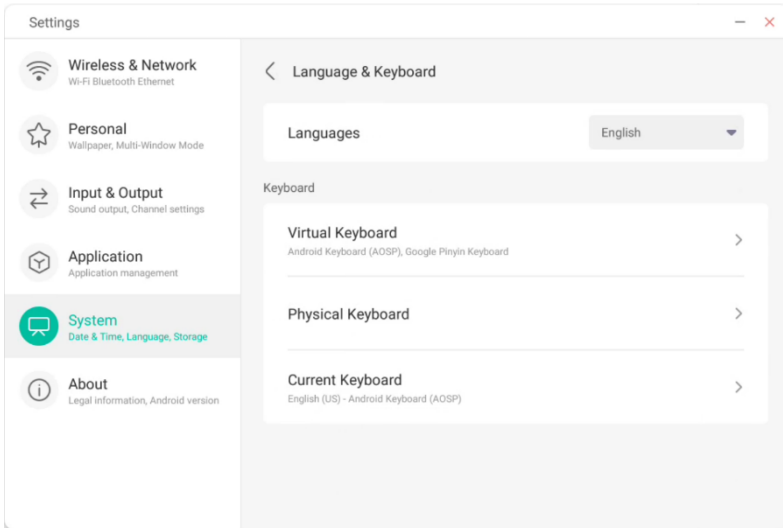 Settings
Wireless & Network
Wi-Fi Bluetooth Ethernet
Personal
Wallpaper, Multi-Window Mode
Input & Output
Sound output, Channel settings
Application
Application management
System
Date & Time, Language, Storage
About
Legal information, Android version
Language & Keyboard
Languages
English
Keyboard
Virtual Keyboard
Android Keyboard (AOSP), Google Pinyin Keyboard
Physical Keyboard
Current Keyboard
English (US) - Android Keyboard (AOSP)